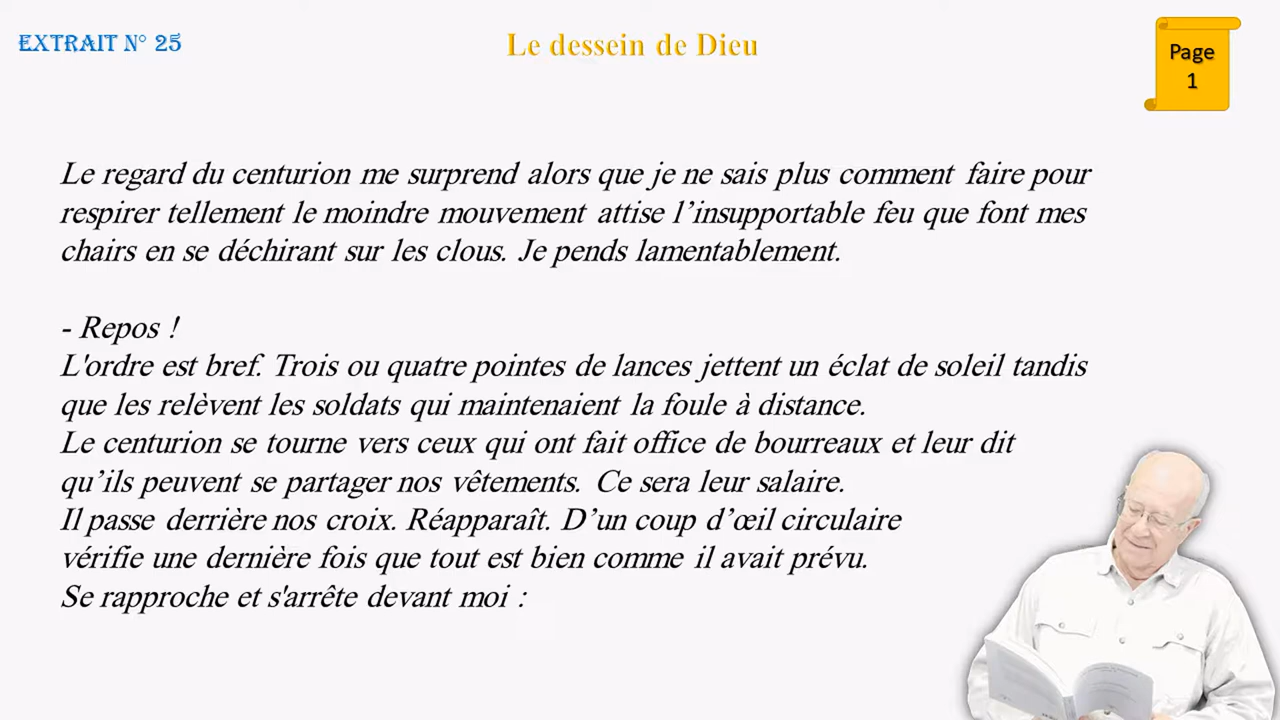 EXTRAIT N° 25
Le dessein de Dieu
Page
1
Le regard du centurion me surprend alors que je ne sais plus comment faire pour
respirer tellement le moindre mouvement attise l’insupportable feu que font mes
chairs en se déchirant sur les clous. Je pends lamentablement.
- Repos !
L'ordre est bref. Trois ou quatre pointes de lances jettent un éclat de soleil tandis
que les relèvent les soldats qui maintenaient la foule à distance.
Le centurion se tourne vers ceux qui ont fait office de bourreaux et leur dit
qu’ils peuvent se partager nos vêtements. Ce sera leur salaire.
Il passe derrière nos croix. Réapparaît. D’un coup d’œil circulaire
vérifie une dernière fois que tout est bien comme il avait prévu.
Se rapproche et s'arrête devant moi :